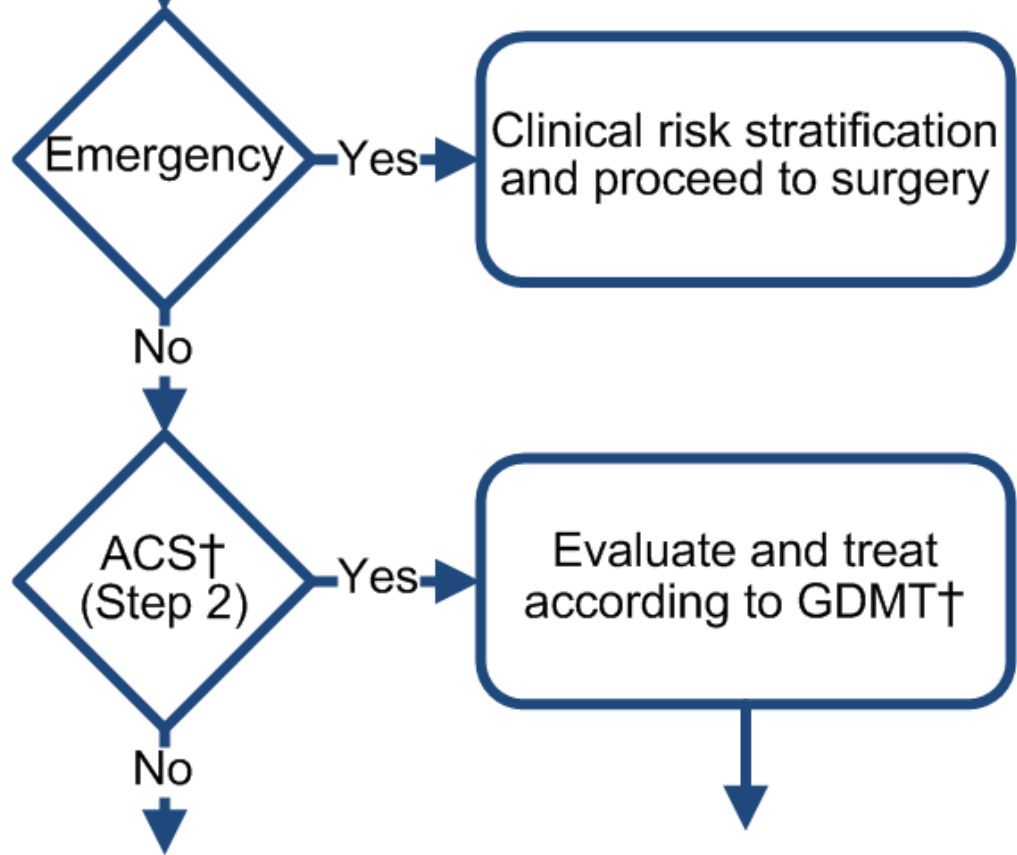 Emergency
Yes
Clinical risk stratification
and proceed to surgery
No
ACS†
(Step 2)
Yes
Evaluate and treat
according to GDMT†
No